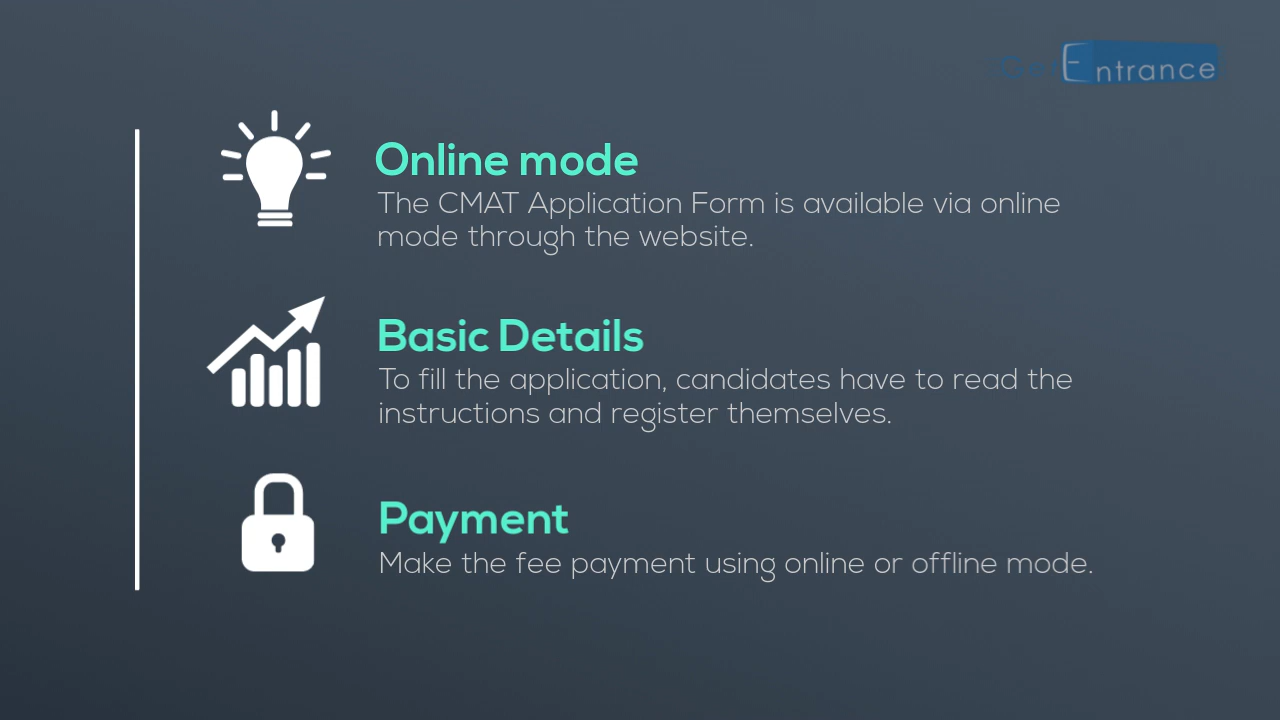 GetEntrance
Online mode
The CMAT Application Form is available via online
mode through the website.
Basic Details
To fill the application, candidates have to read the
instructions and register themselves.
Payment
Make the fee payment using online or offline mode.